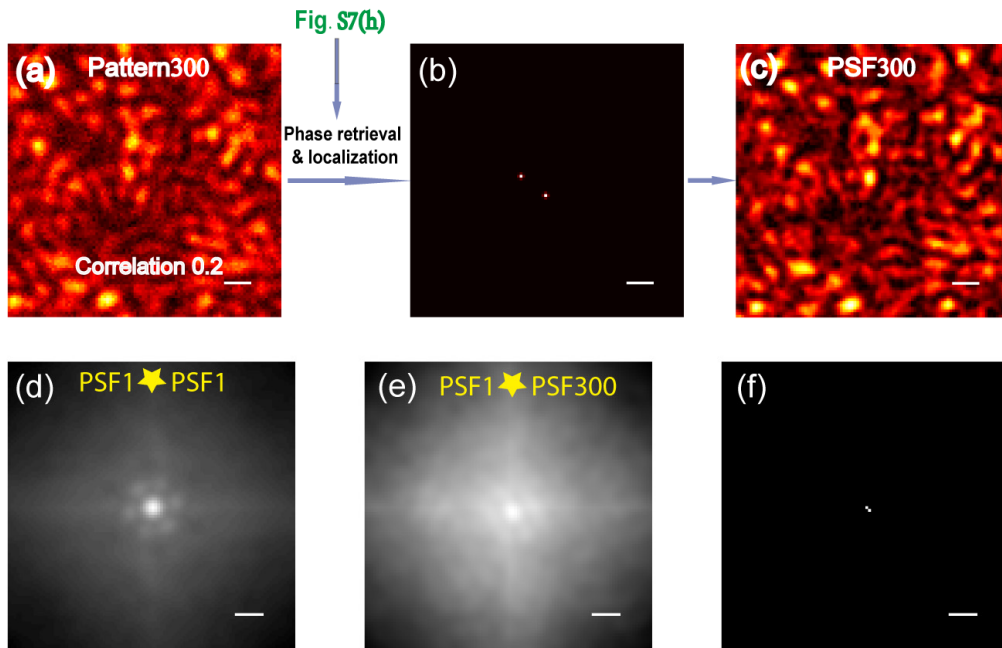 Fig. S7(h)
(a) Pattern300
Correlation 0.2
Phase retrieval
& localization
(b)
(c) PSF300
(d) PSF1 ★ PSF1
(e) PSF1 ★ PSF300
(f)